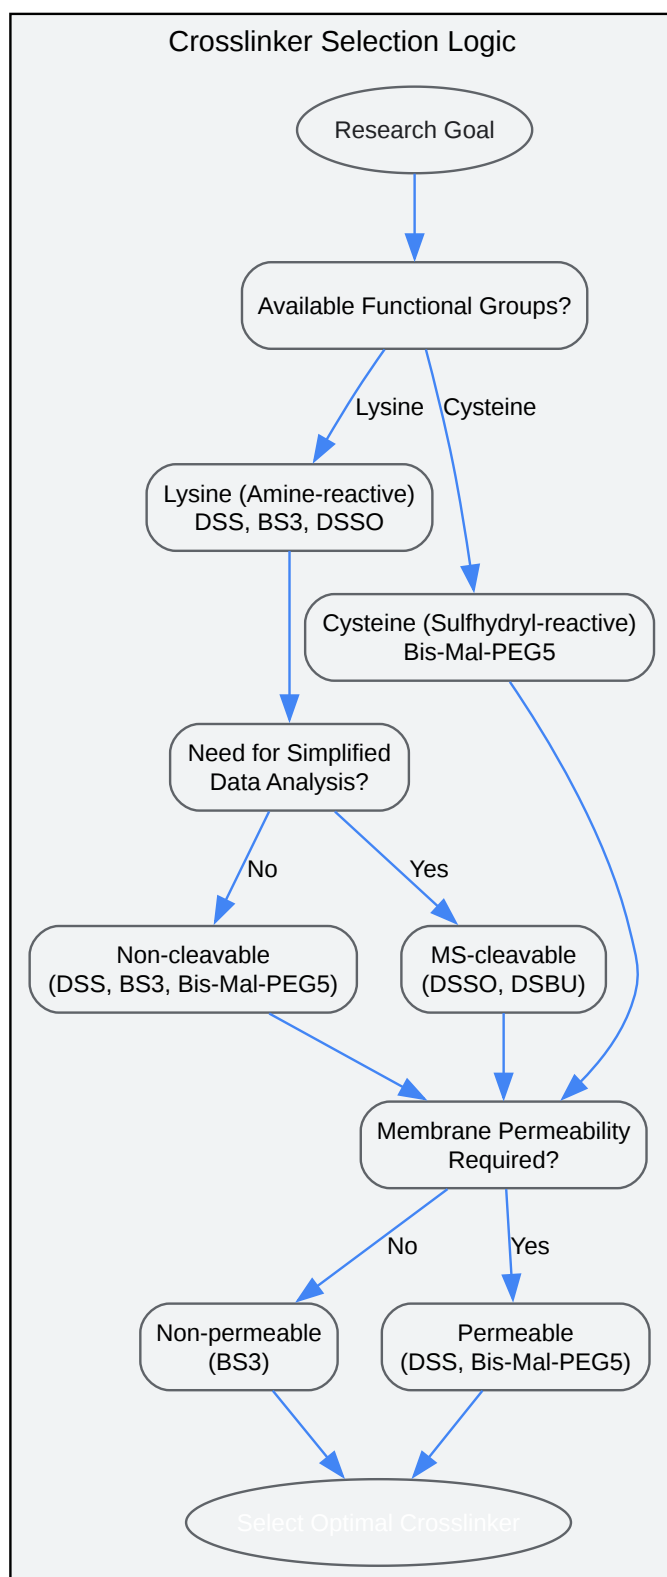 Crosslinker Selection Logic
Research Goal
Available Functional Groups?
Lysine
Cysteine
Lysine (Amine-reactive)
DSS, BS3, DSSO
Cysteine (Sulfhydryl-reactive)
Bis-Mal-PEG5
Need for Simplified
Data Analysis?
No
Yes
Non-cleavable
(DSS, BS3, Bis-Mal-PEG5)
MS-cleavable
(DSSO, DSBU)
Membrane Permeability
Required?
No
Yes
Non-permeable
(BS3)
Permeable
(DSS, Bis-Mal-PEG5)
Select Optimal Crosslinker